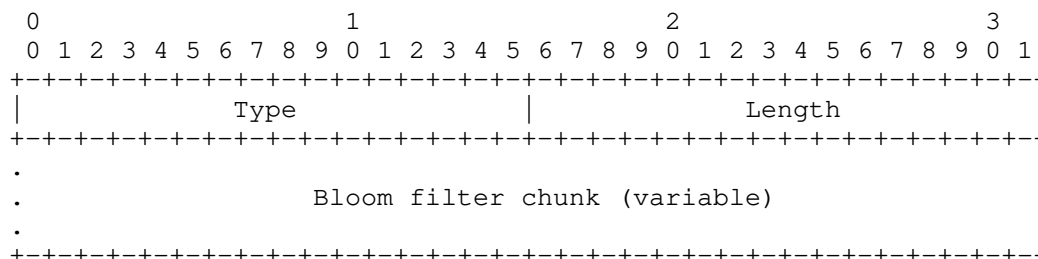 0                   1                   2                   3
 0 1 2 3 4 5 6 7 8 9 0 1 2 3 4 5 6 7 8 9 0 1 2 3 4 5 6 7 8 9 0 1
+-+-+-+-+-+-+-+-+-+-+-+-+-+-+-+-+-+-+-+-+-+-+-+-+-+-+-+-+-+-+-+-+-
|             Type              |             Length
+-+-+-+-+-+-+-+-+-+-+-+-+-+-+-+-+-+-+-+-+-+-+-+-+-+-+-+-+-+-+-+-+-
.
.                  Bloom filter chunk (variable)
.
+-+-+-+-+-+-+-+-+-+-+-+-+-+-+-+-+-+-+-+-+-+-+-+-+-+-+-+-+-+-+-+-+-